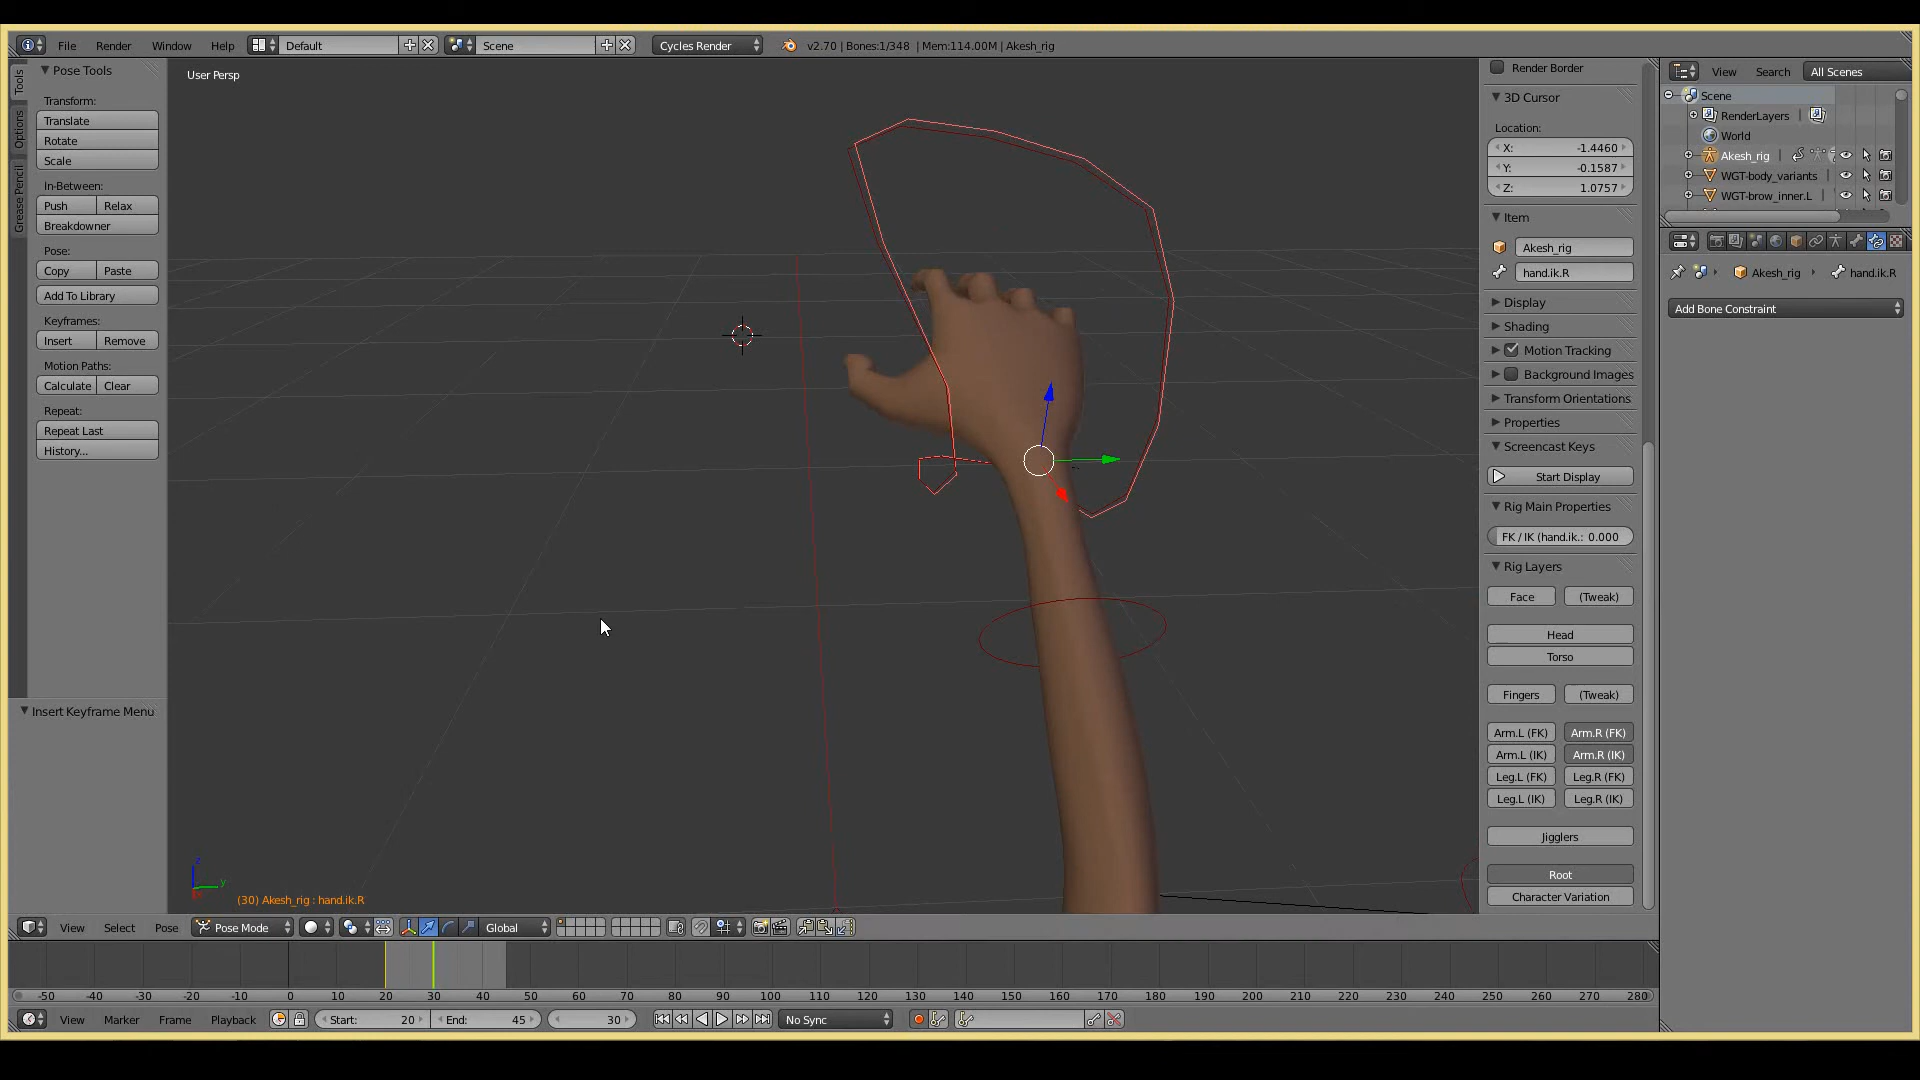 File Render Window Help Default Scene Cycles Render v2.70 | Bones:1/348 | Mem:114.00M | Akesh_rig
Tools
Options
Grease Pencil
Pose Tools
Transform:
Translate
Rotate
Scale
In-Between:
Push Relax
Breakdowner
Pose:
Copy Paste
Add To Library
Keyframes:
Insert Remove
Motion Paths:
Calculate Clear
Repeat:
Repeat Last
History...
Insert Keyframe Menu
User Persp
z
y
(30) Akesh_rig : hand.ik.R
Render Border
3D Cursor
Location:
X: -1.4460
Y: -0.1587
Z: 1.0757
Item
Akesh_rig
hand.ik.R
Display
Shading
Motion Tracking
Background Images
Transform Orientations
Properties
Screencast Keys
Start Display
Rig Main Properties
FK / IK (hand.ik.: 0.000
Rig Layers
Face (Tweak)
Head
Torso
Fingers (Tweak)
Arm.L (FK) Arm.R (FK)
Arm.L (IK) Arm.R (IK)
Leg.L (FK) Leg.R (FK)
Leg.L (IK) Leg.R (IK)
Jigglers
Root
Character Variation
View Search All Scenes
Scene
RenderLayers
World
Akesh_rig
WGT-body_variants
WGT-brow_inner.L
Akesh_rig hand.ik.R
Add Bone Constraint
View Select Pose Pose Mode Global
-50 -40 -30 -20 -10 0 10 20 30 40 50 60 70 80 90 100 110 120 130 140 150 160 170 180 190 200 210 220 230 240 250 260 270 280
View Marker Frame Playback Start: 20 End: 45 30 No Sync